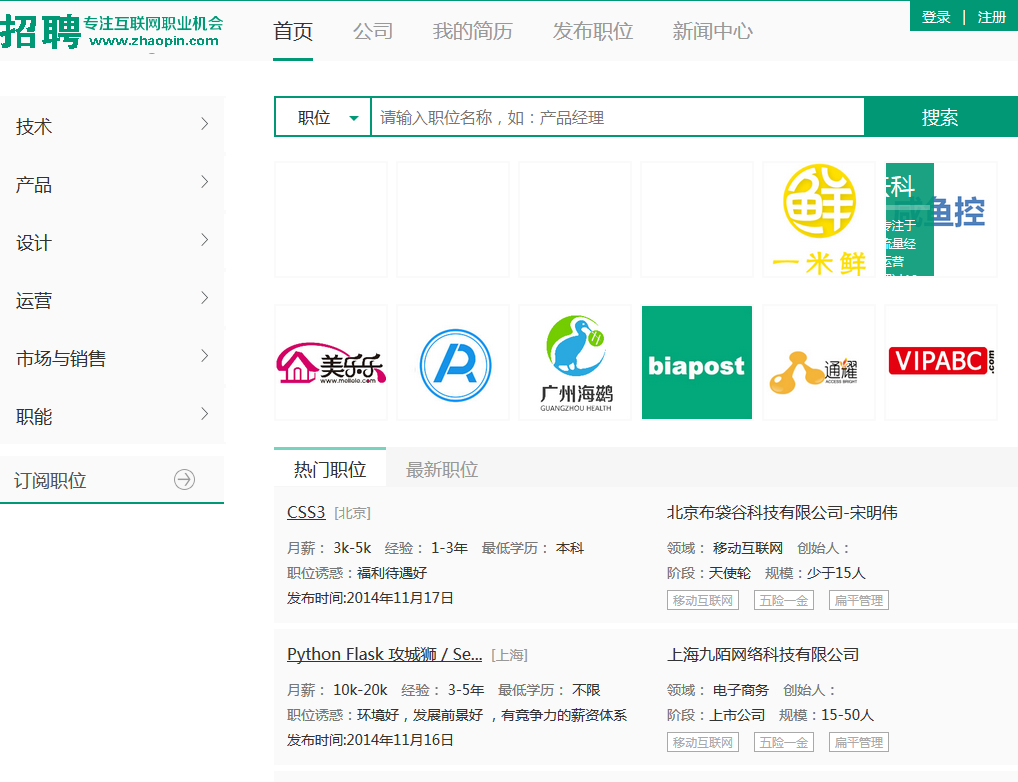 招聘 专注互联网职业机会
www.zhaopin.com
首页 公司 我的简历 发布职位 新闻中心
登录 | 注册
技术
产品
设计
运营
市场与销售
职能
订阅职位
职位 请输入职位名称，如：产品经理 搜索
鲜
一米鲜
科
咸鱼控
专注于
流量经
运营
美乐乐
www.meilele.com
广州海鹚
GUANGZHOU HEALTH
biapost
通耀
ACCESS BRIGHT
VIPABC.com
热门职位 最新职位
CSS3 [北京]
月薪： 3k-5k 经验： 1-3年 最低学历： 本科
职位诱惑：福利待遇好
发布时间:2014年11月17日
北京布袋谷科技有限公司-宋明伟
领域： 移动互联网 创始人：
阶段：天使轮 规模：少于15人
移动互联网 五险一金 扁平管理
Python Flask 攻城狮 / Se... [上海]
月薪： 10k-20k 经验： 3-5年 最低学历： 不限
职位诱惑：环境好，发展前景好 ，有竞争力的薪资体系
发布时间:2014年11月16日
上海九陌网络科技有限公司
领域： 电子商务 创始人：
阶段：上市公司 规模：15-50人
移动互联网 五险一金 扁平管理